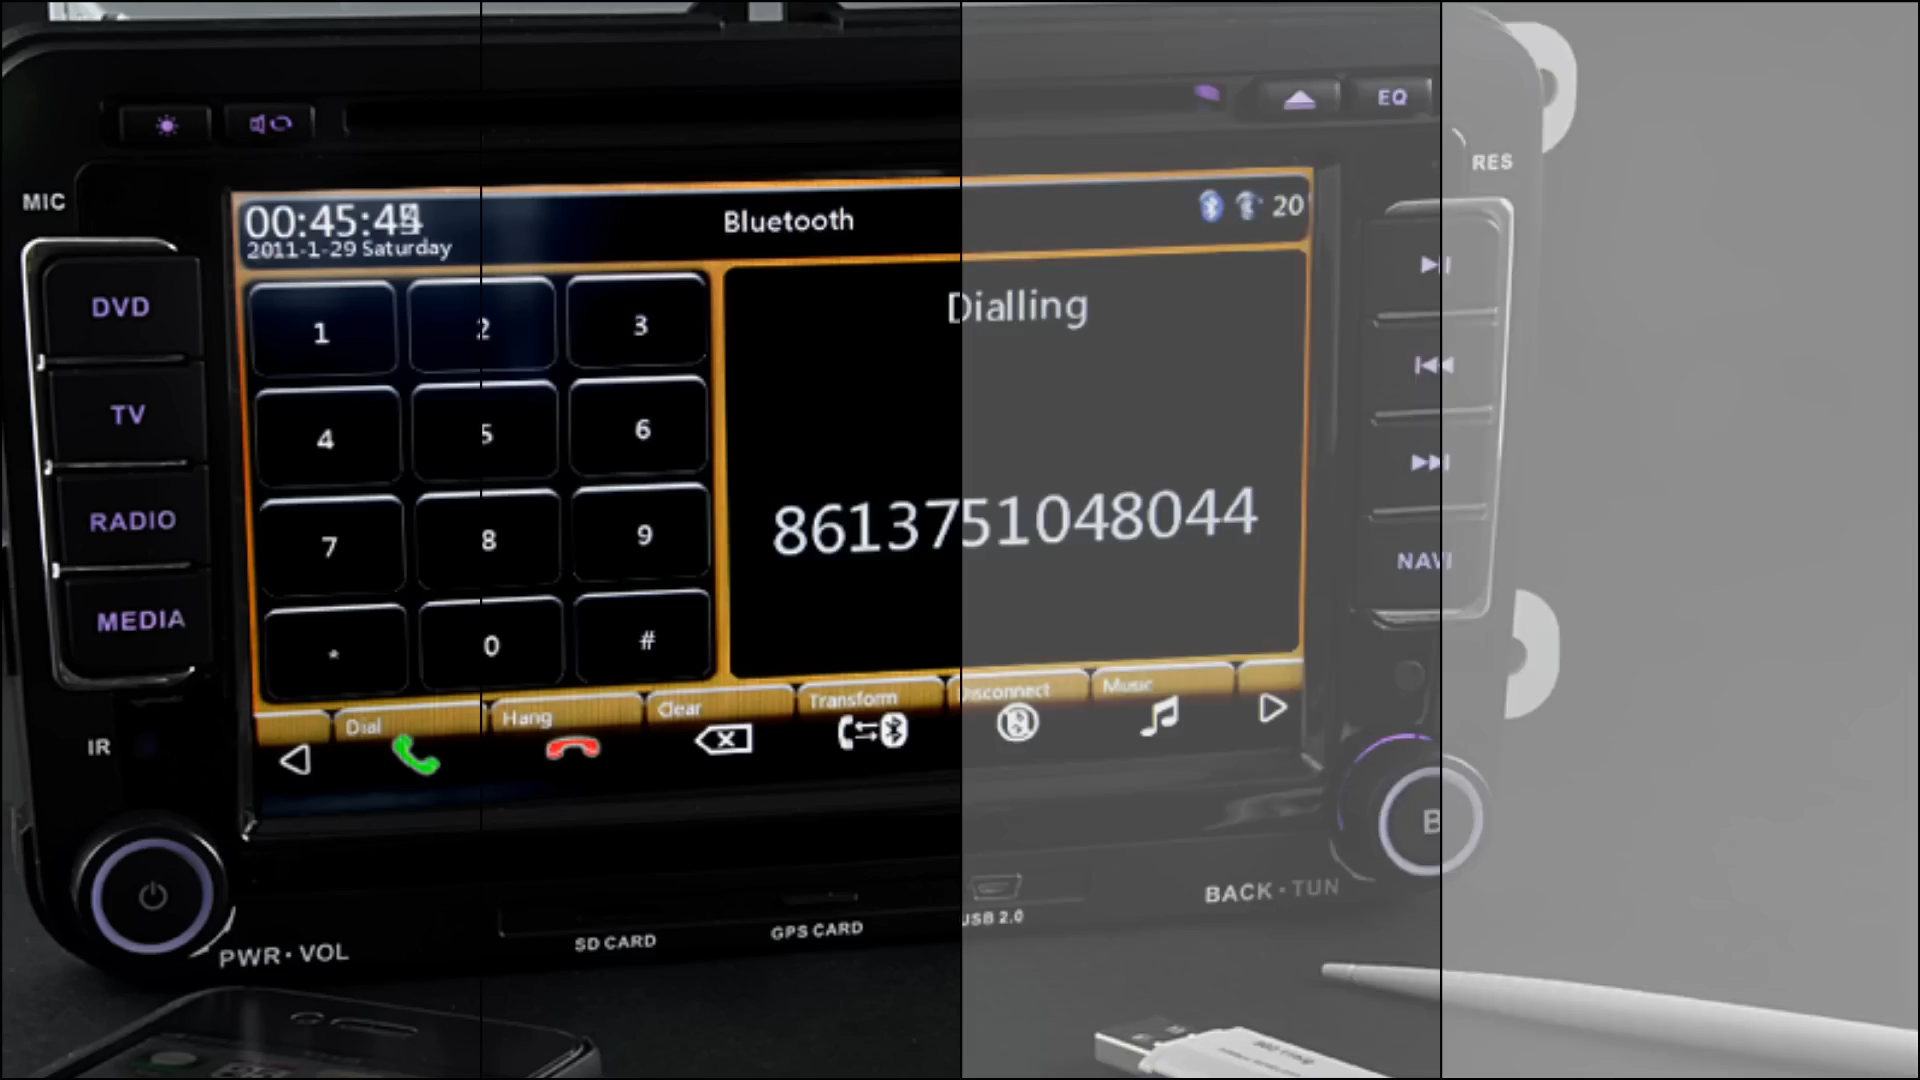 EQ
RES
MIC
00:45:45
2011-1-29 Saturday
Bluetooth
20
DVD
TV
RADIO
MEDIA
1
2
3
4
5
6
7
8
9
*
0
#
Dialling
8613751048044
NAVI
Dial
Hang
Clear
Transform
Disconnect
Music
IR
B
PWR•VOL
SD CARD
GPS CARD
USB 2.0
BACK•TUN